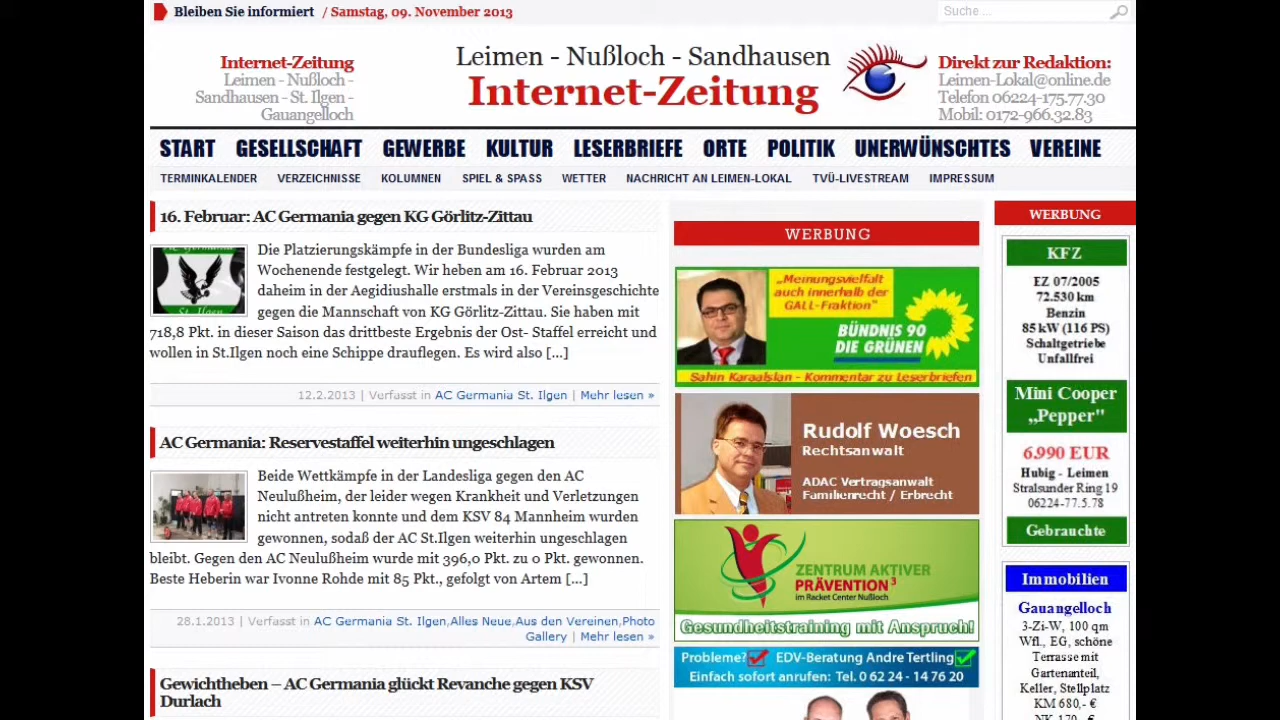 Bleiben Sie informiert / Samstag, 09. November 2013
Suche ...
Internet-Zeitung
Leimen - Nußloch -
Sandhausen - St. Ilgen -
Gauangelloch
Leimen - Nußloch - Sandhausen
Internet-Zeitung
Direkt zur Redaktion:
Leimen-Lokal@online.de
Telefon 06224-175.77.30
Mobil: 0172-966.32.83
START GESELLSCHAFT GEWERBE KULTUR LESERBRIEFE ORTE POLITIK UNERWÜNSCHTES VEREINE
TERMINKALENDER VERZEICHNISSE KOLUMNEN SPIEL & SPASS WETTER NACHRICHT AN LEIMEN-LOKAL TVÜ-LIVESTREAM IMPRESSUM
16. Februar: AC Germania gegen KG Görlitz-Zittau
AC Germania
St. Ilgen
Die Platzierungskämpfe in der Bundesliga wurden am
Wochenende festgelegt. Wir heben am 16. Februar 2013
daheim in der Aegidiushalle erstmals in der Vereinsgeschichte
gegen die Mannschaft von KG Görlitz-Zittau. Sie haben mit
718,8 Pkt. in dieser Saison das drittbeste Ergebnis der Ost- Staffel erreicht und
wollen in St.Ilgen noch eine Schippe drauflegen. Es wird also [...]
12.2.2013 | Verfasst in AC Germania St. Ilgen | Mehr lesen »
AC Germania: Reservestaffel weiterhin ungeschlagen
Beide Wettkämpfe in der Landesliga gegen den AC
Neulußheim, der leider wegen Krankheit und Verletzungen
nicht antreten konnte und dem KSV 84 Mannheim wurden
gewonnen, sodaß der AC St.Ilgen weiterhin ungeschlagen
bleibt. Gegen den AC Neulußheim wurde mit 396,0 Pkt. zu 0 Pkt. gewonnen.
Beste Heberin war Ivonne Rohde mit 85 Pkt., gefolgt von Artem [...]
28.1.2013 | Verfasst in AC Germania St. Ilgen,Alles Neue,Aus den Vereinen,Photo
Gallery | Mehr lesen »
Gewichtheben – AC Germania glückt Revanche gegen KSV
Durlach
WERBUNG
„Meinungsvielfalt
auch innerhalb der
GALL-Fraktion"
BÜNDNIS 90
DIE GRÜNEN
Sahin Karaaslan - Kommentar zu Leserbriefen
Rudolf Woesch
Rechtsanwalt
ADAC Vertragsanwalt
Familienrecht / Erbrecht
ZENTRUM AKTIVER
PRÄVENTION³
im Racket Center Nußloch
Gesundheitstraining mit Anspruch!
Probleme? EDV-Beratung Andre Tertling
Einfach sofort anrufen: Tel. 0 62 24 - 14 76 20
WERBUNG
KFZ
EZ 07/2005
72.530 km
Benzin
85 kW (116 PS)
Schaltgetriebe
Unfallfrei
Mini Cooper
„Pepper"
6.990 EUR
Hubig - Leimen
Stralsunder Ring 19
06224-77.5.78
Gebrauchte
Immobilien
Gauangelloch
3-Zi-W, 100 qm
Wfl., EG, schöne
Terrasse mit
Gartenanteil,
Keller, Stellplatz
KM 680,- €
NK 170,- €